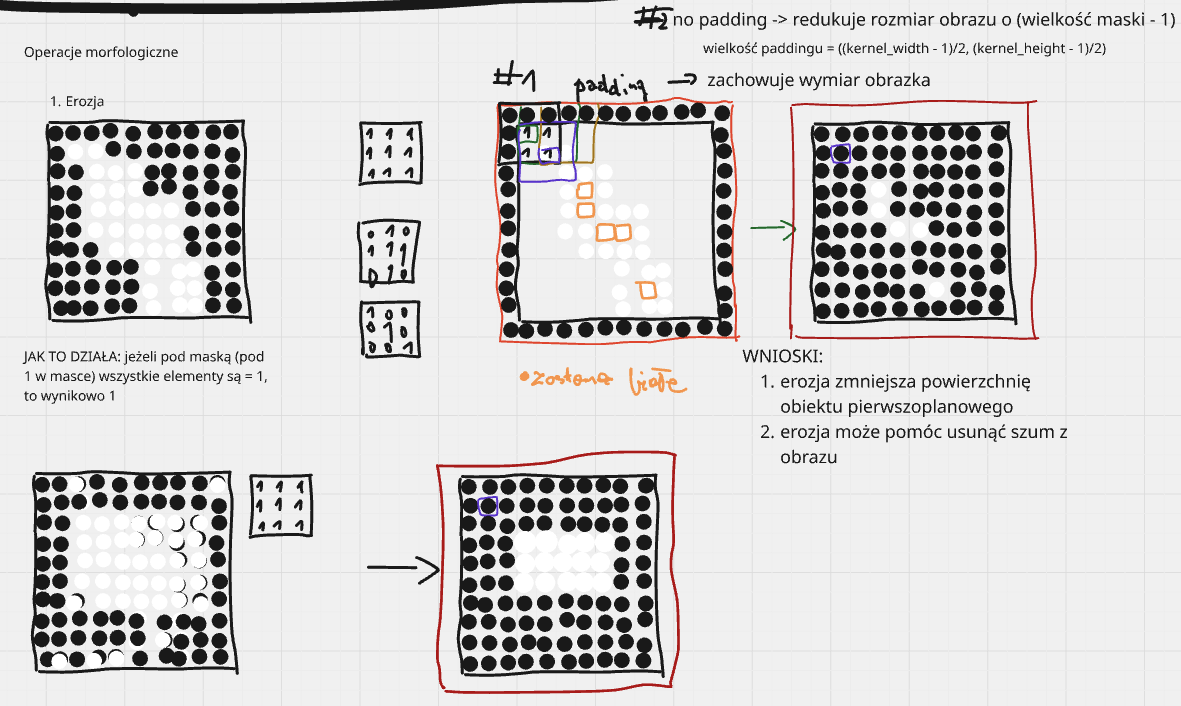 #2 no padding -> redukuje rozmiar obrazu o (wielkość maski - 1)
wielkość paddingu = ((kernel_width - 1)/2, (kernel_height - 1)/2)
Operacje morfologiczne
#1 padding → zachowuje wymiar obrazka
1. Erozja
1 1 1
1 1 1
1 1 1
1 1
1 1
0 1 0
1 1 1
0 1 0
1 0 0
0 1 0
0 0 1
JAK TO DZIAŁA: jeżeli pod maską (pod
1 w masce) wszystkie elementy są = 1,
to wynikowo 1
•zostaną białe
WNIOSKI:
1. erozja zmniejsza powierzchnię
obiektu pierwszoplanowego
2. erozja może pomóc usunąć szum z
obrazu
1 1 1
1 1 1
1 1 1